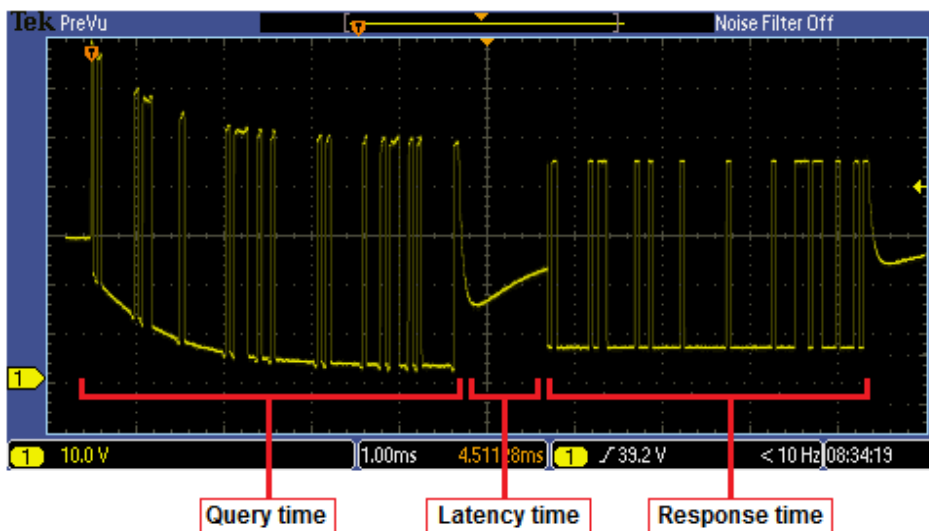 Tek PreVu Noise Filter Off
T
T
1
1 10.0 V 1.00ms 4.51128ms 1 39.2 V < 10 Hz 08:34:19
Query time Latency time Response time